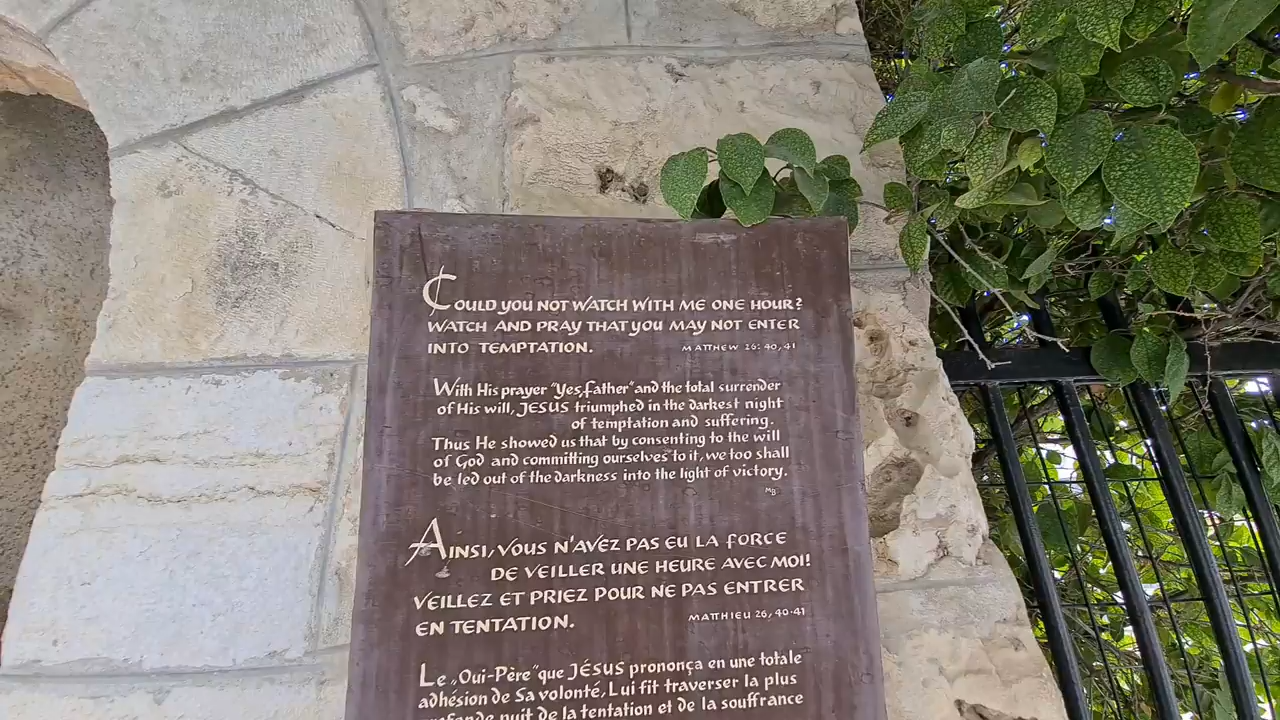 COULD YOU NOT WATCH WITH ME ONE HOUR?
WATCH AND PRAY THAT YOU MAY NOT ENTER
INTO TEMPTATION. MATTHEW 26:40,41
With His prayer "Yes, Father" and the total surrender
of His will, JESUS triumphed in the darkest night
of temptation and suffering.
Thus He showed us that by consenting to the will
of God and committing ourselves to it, we too shall
be led out of the darkness into the light of victory.
MB
AINSI, VOUS N'AVEZ PAS EU LA FORCE
DE VEILLER UNE HEURE AVEC MOI!
VEILLEZ ET PRIEZ POUR NE PAS ENTRER
EN TENTATION. MATTHIEU 26, 40-41
Le „Oui-Père" que JÉSUS prononça en une totale
adhésion de Sa volonté, Lui fit traverser la plus
profonde nuit de la tentation et de la souffrance